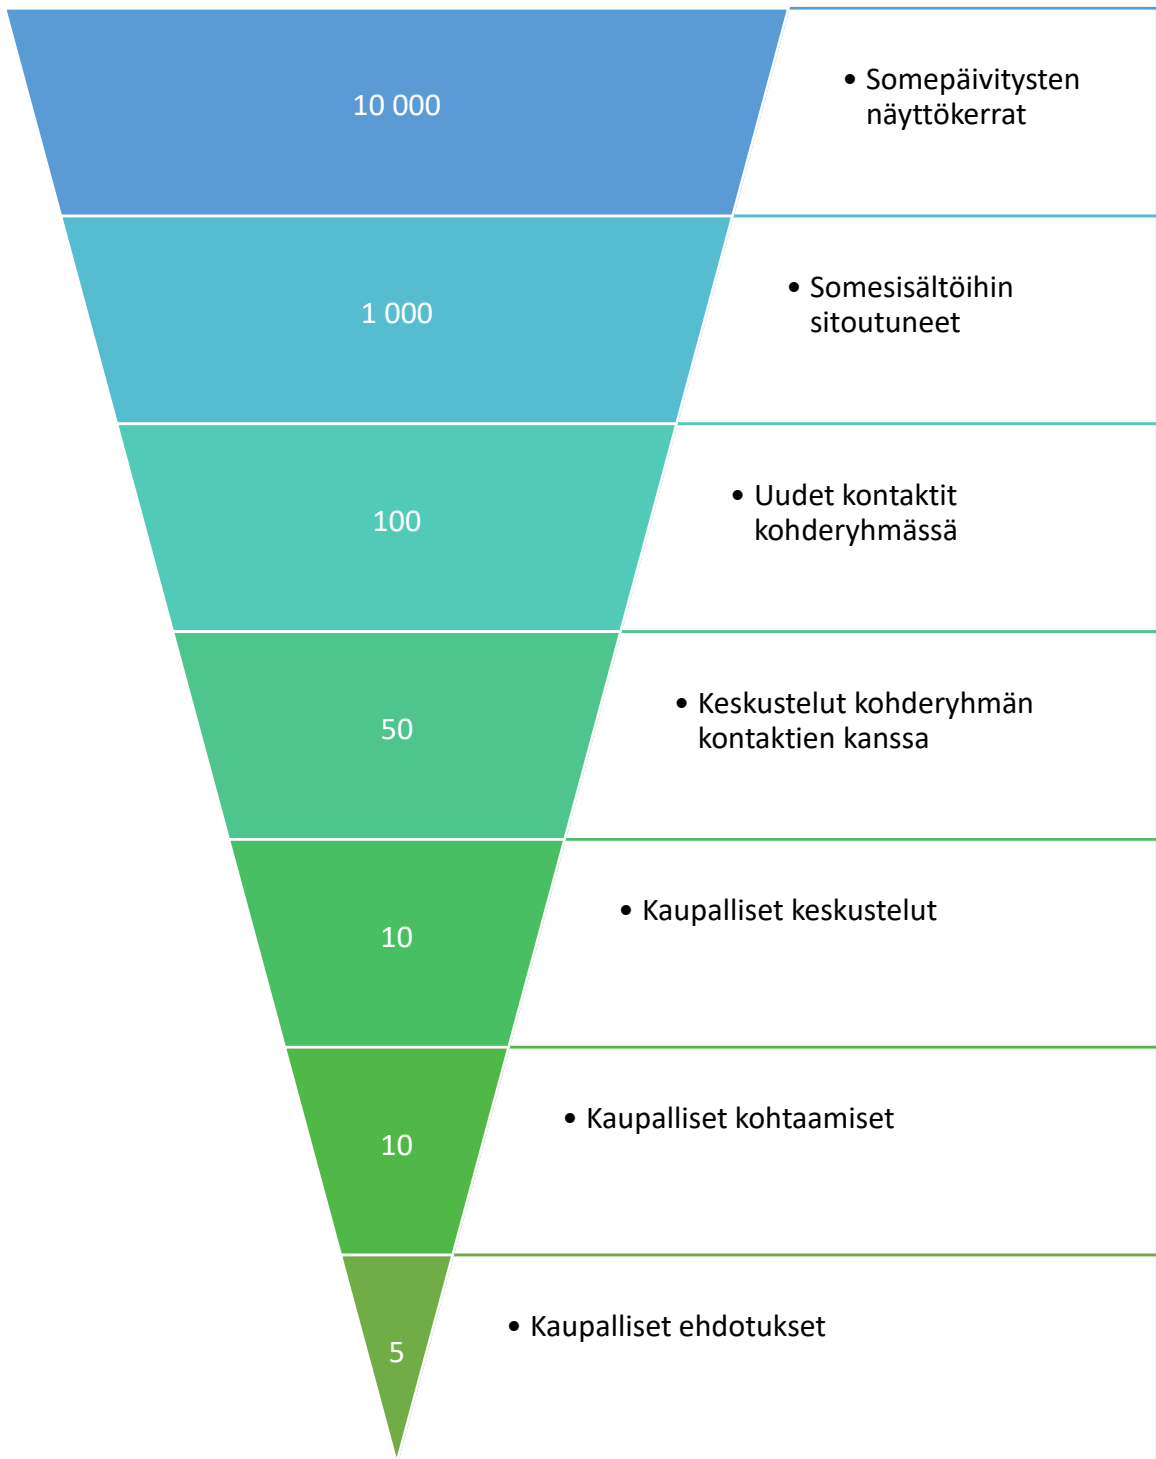 10 000
• Somepäivitysten
näyttökerrat
1 000
• Somesisältöihin
sitoutuneet
100
• Uudet kontaktit
kohderyhmässä
50
• Keskustelut kohderyhmän
kontaktien kanssa
10
• Kaupalliset keskustelut
10
• Kaupalliset kohtaamiset
5
• Kaupalliset ehdotukset